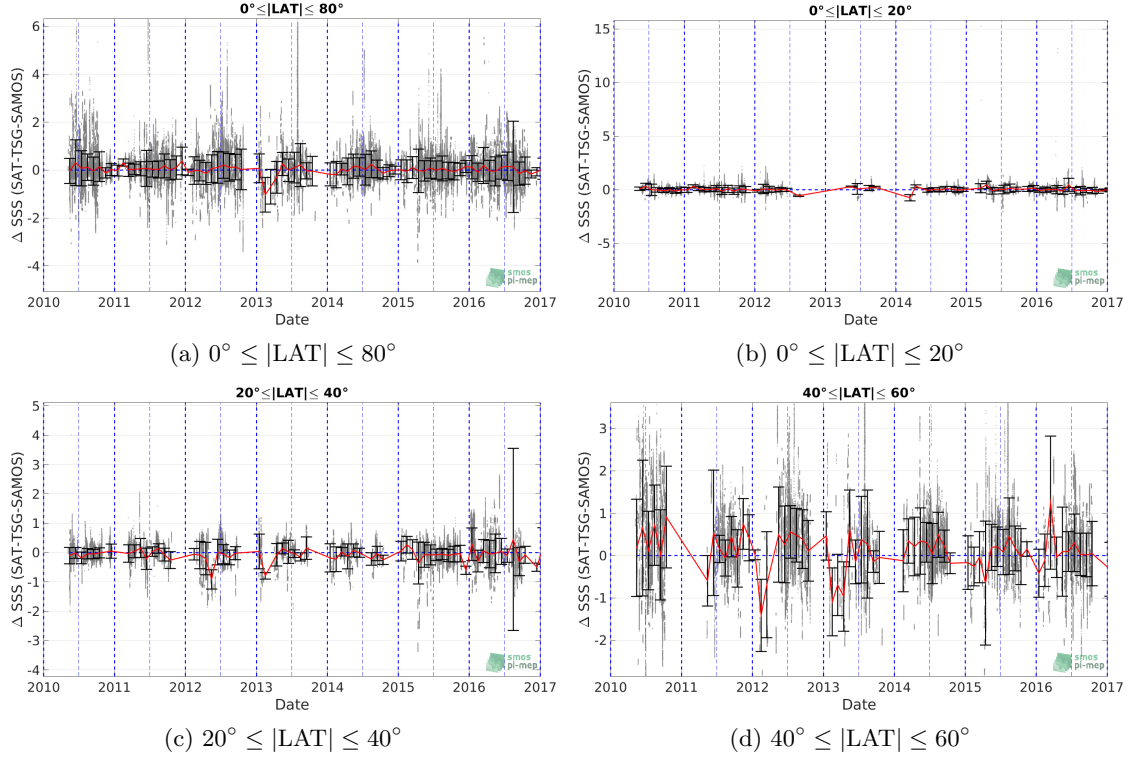 0°≤|LAT|≤ 80°
Δ SSS (SAT-TSG-SAMOS)
6
4
2
0
-2
-4
2010 2011 2012 2013 2014 2015 2016 2017
Date
smos
pi-mep
(a) 0° ≤ |LAT| ≤ 80°
0°≤|LAT|≤ 20°
Δ SSS (SAT-TSG-SAMOS)
15
10
5
0
-5
2010 2011 2012 2013 2014 2015 2016 2017
Date
smos
pi-mep
(b) 0° ≤ |LAT| ≤ 20°
20°≤|LAT|≤ 40°
Δ SSS (SAT-TSG-SAMOS)
5
4
3
2
1
0
-1
-2
-3
-4
2010 2011 2012 2013 2014 2015 2016 2017
Date
smos
pi-mep
(c) 20° ≤ |LAT| ≤ 40°
40°≤|LAT|≤ 60°
Δ SSS (SAT-TSG-SAMOS)
3
2
1
0
-1
-2
2010 2011 2012 2013 2014 2015 2016 2017
Date
smos
pi-mep
(d) 40° ≤ |LAT| ≤ 60°